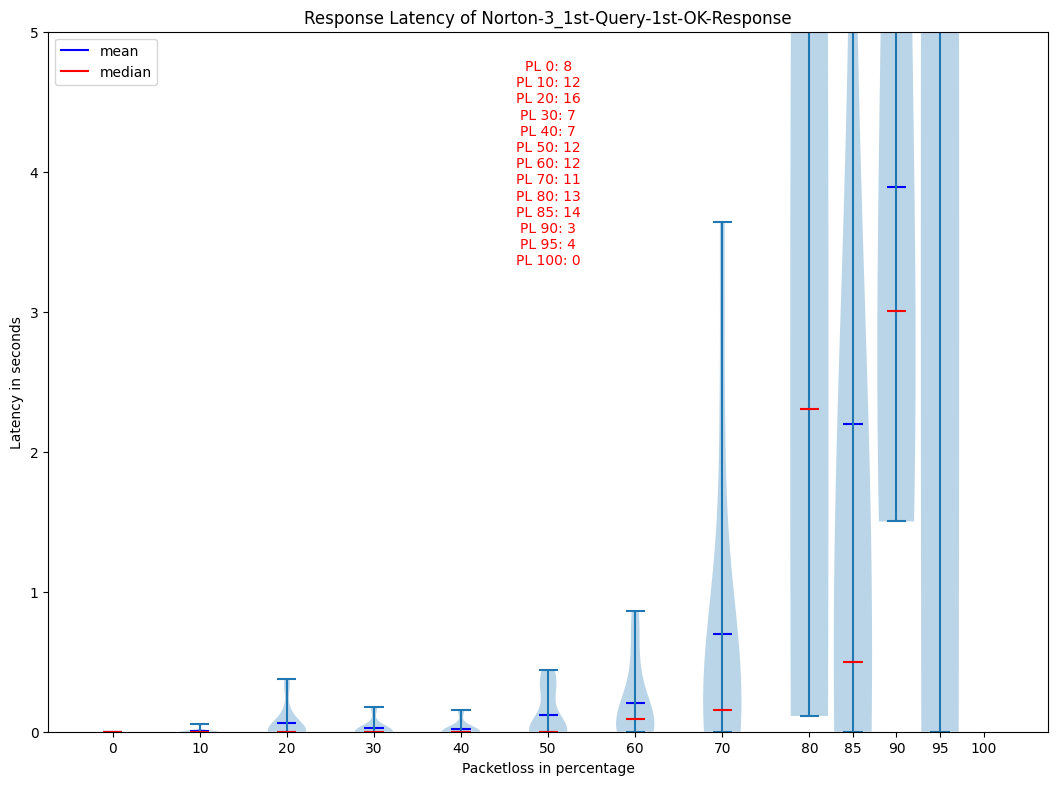 Response Latency of Norton-3_1st-Query-1st-OK-Response
mean
median
PL 0: 8
PL 10: 12
PL 20: 16
PL 30: 7
PL 40: 7
PL 50: 12
PL 60: 12
PL 70: 11
PL 80: 13
PL 85: 14
PL 90: 3
PL 95: 4
PL 100: 0
5
4
3
2
1
0
Latency in seconds
0 10 20 30 40 50 60 70 80 85 90 95 100
Packetloss in percentage